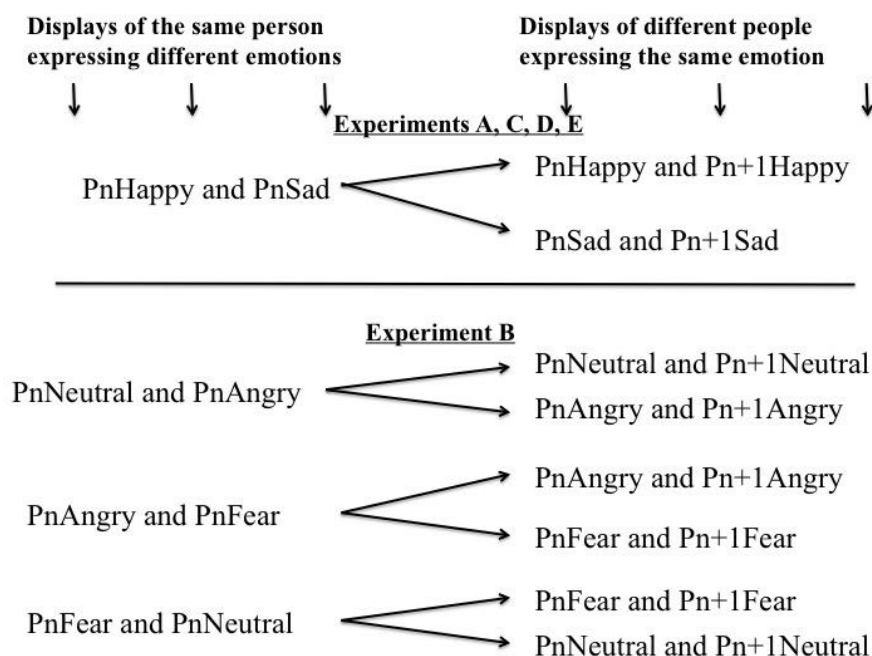 Displays of the same person
expressing different emotions
Displays of different people
expressing the same emotion
Experiments A, C, D, E
PnHappy and PnSad
PnHappy and Pn+1Happy
PnSad and Pn+1Sad
Experiment B
PnNeutral and PnAngry
PnNeutral and Pn+1Neutral
PnAngry and Pn+1Angry
PnAngry and PnFear
PnAngry and Pn+1Angry
PnFear and Pn+1Fear
PnFear and PnNeutral
PnFear and Pn+1Fear
PnNeutral and Pn+1Neutral